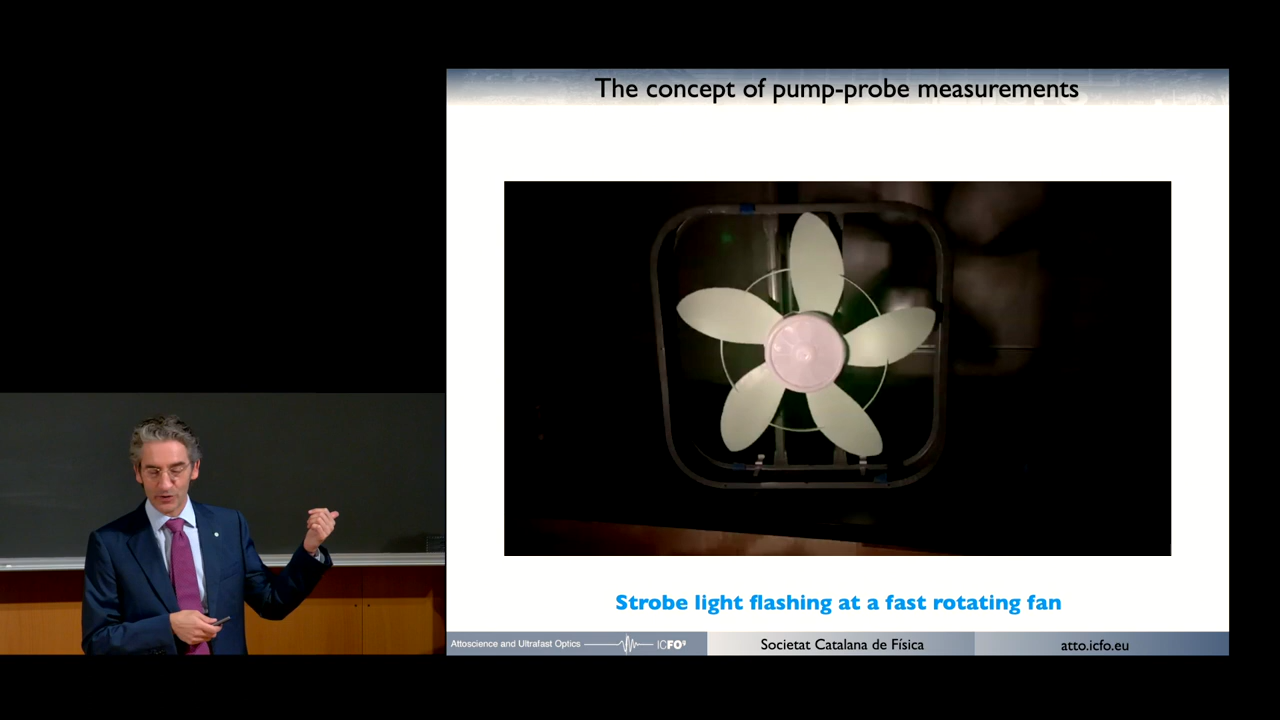 The concept of pump-probe measurements
Strobe light flashing at a fast rotating fan
Attoscience and Ultrafast Optics
ICFO
Societat Catalana de Física
atto.icfo.eu